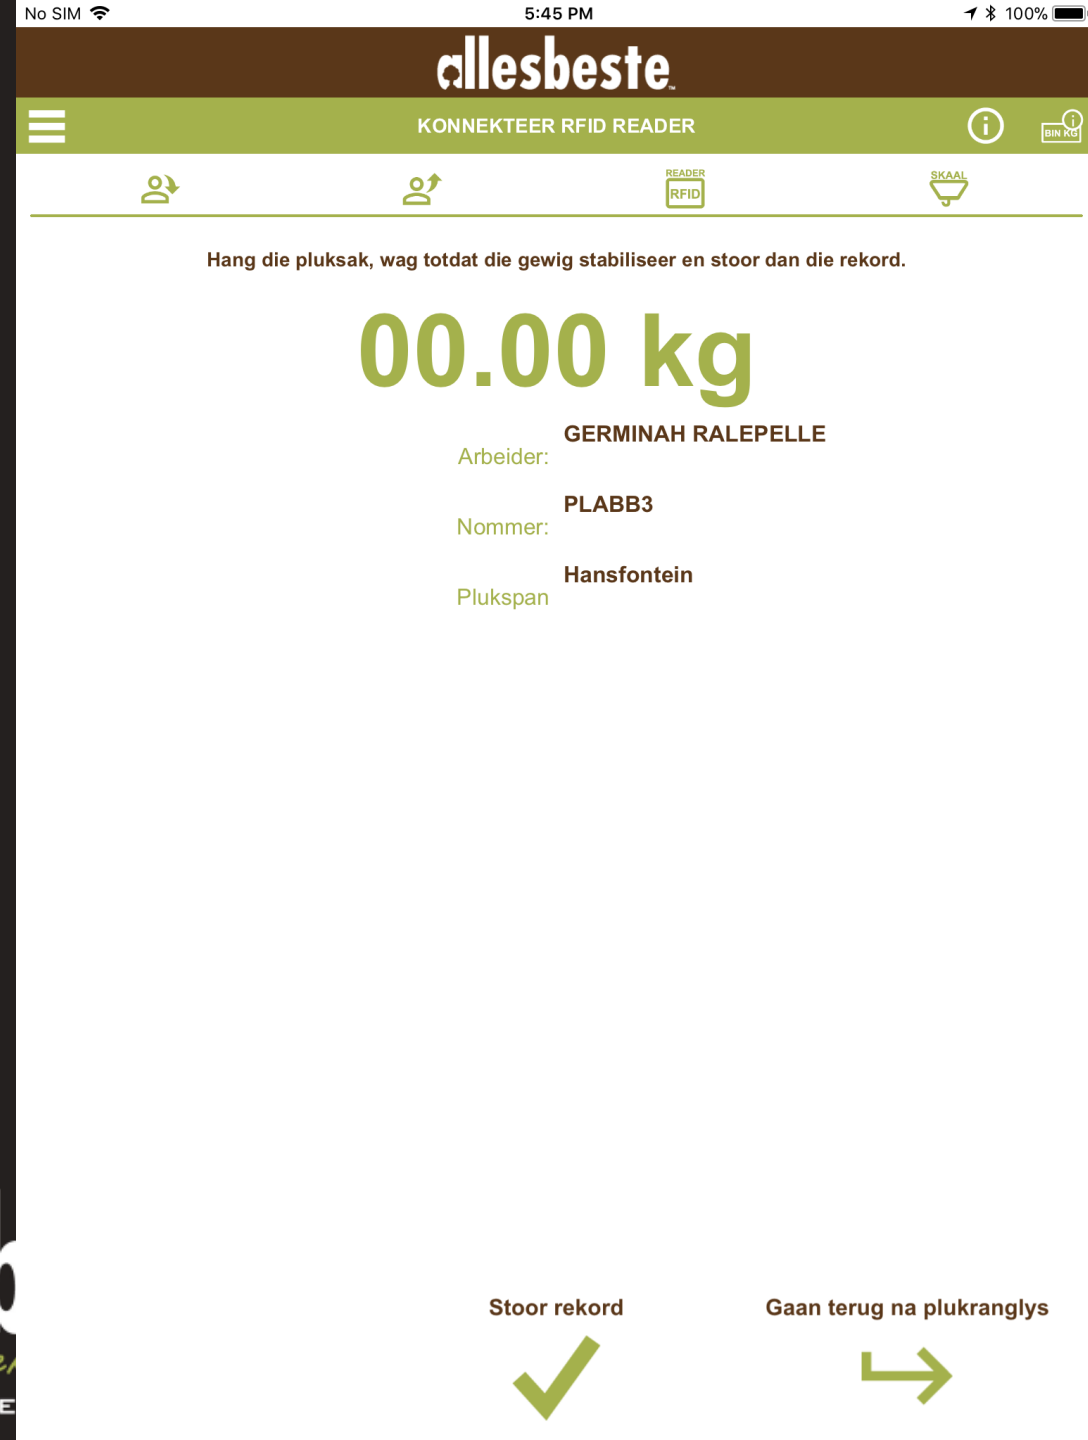 No SIM 5:45 PM 100%
allesbeste™
KONNEKTEER RFID READER
BIN KG
READER
RFID
SKAAL
Hang die pluksak, wag totdat die gewig stabiliseer en stoor dan die rekord.
00.00 kg
GERMINAH RALEPELLE
Arbeider:
PLABB3
Nommer:
Hansfontein
Plukspan
Stoor rekord
Gaan terug na plukranglys